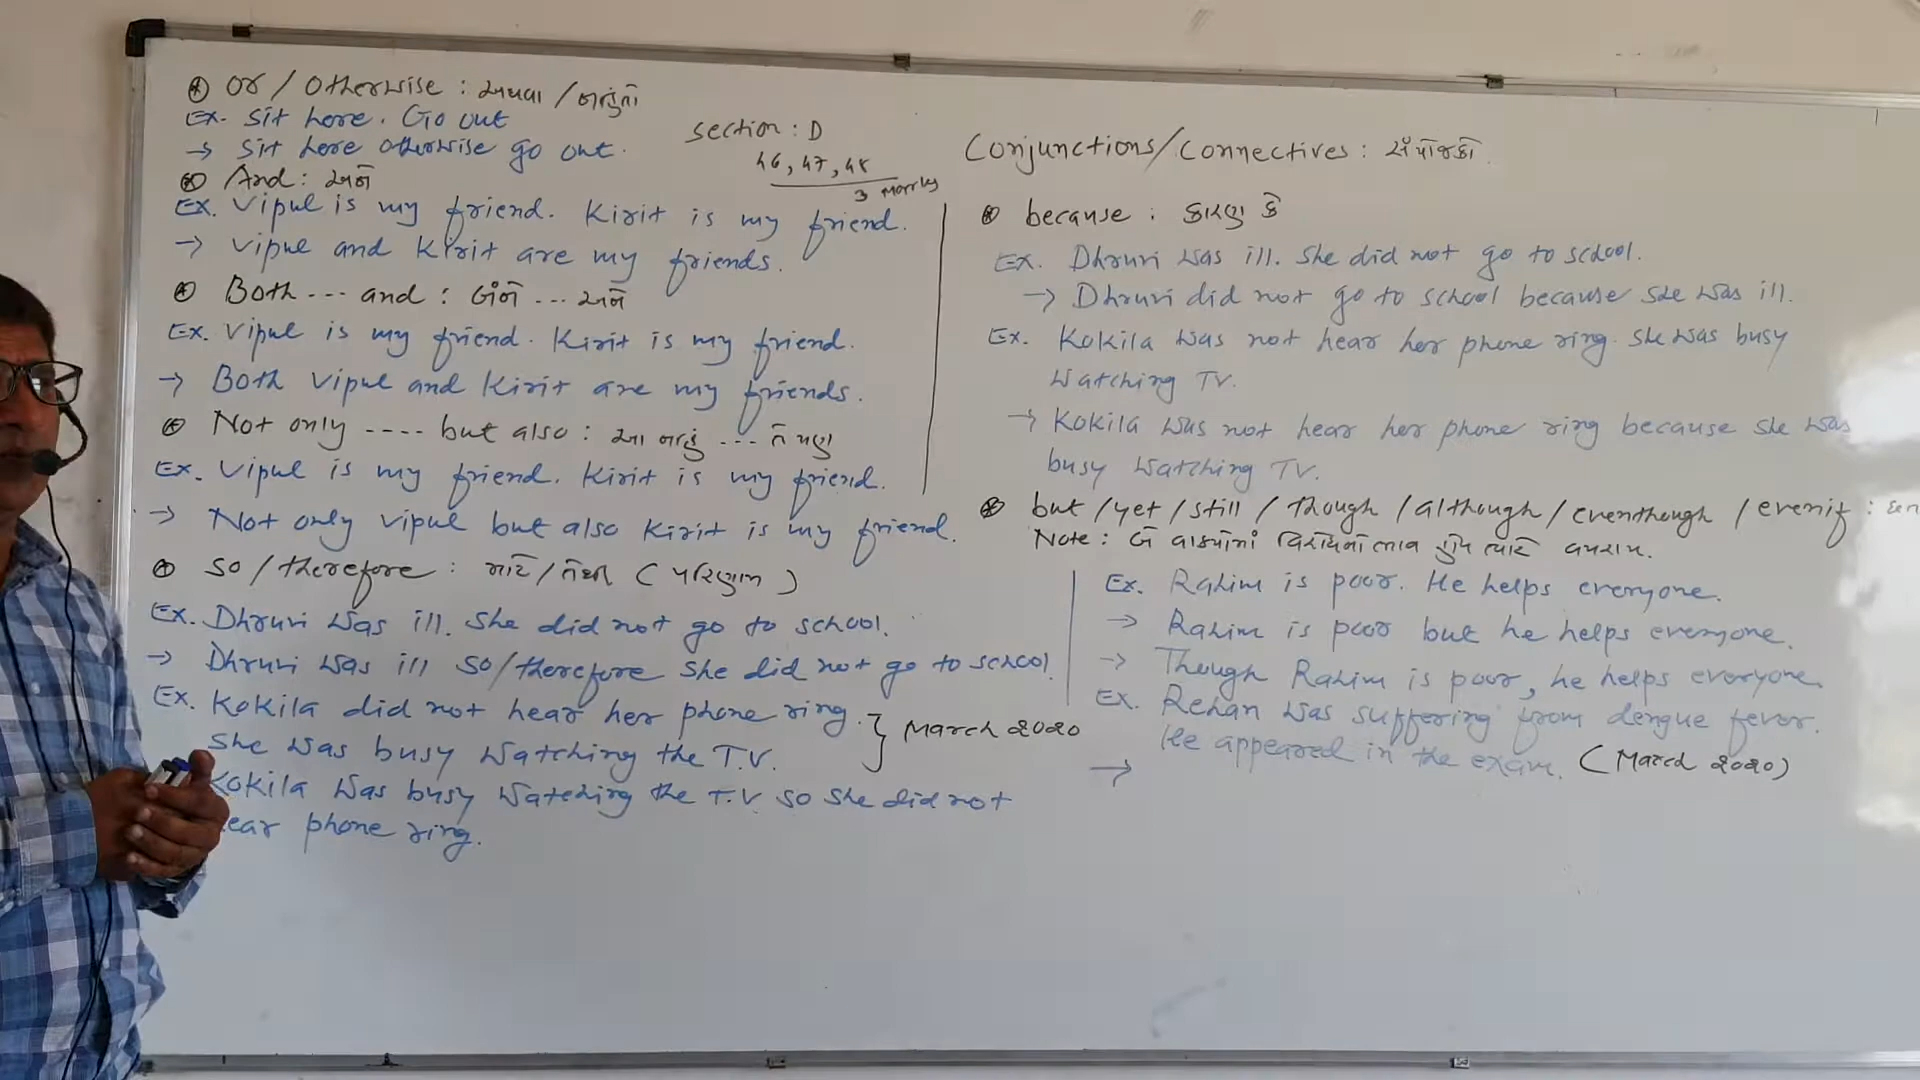 or / otherwise : અથવા / નહીંતો
Ex. Sit here. Go out
→ Sit here otherwise go out.
And : અને
Ex. Vipul is my friend. Kirit is my friend.
→ Vipul and Kirit are my friends.
Both --- and : બંને --- અને
Ex. Vipul is my friend. Kirit is my friend.
→ Both Vipul and Kirit are my friends.
Not only ---- but also : આ નહીં --- તે પણ
Ex. Vipul is my friend. Kirit is my friend.
→ Not only Vipul but also Kirit is my friend.
so / therefore : માટે / તેથી ( પરિણામ )
Ex. Dhruvi was ill. She did not go to school.
→ Dhruvi was ill so/therefore she did not go to school.
Ex. Kokila did not hear her phone ring. } March 2020
She was busy watching the T.V.
Kokila was busy watching the T.V. so she did not
ear phone ring.
Section : D
46, 47, 48
3 Marks
Conjunctions/Connectives : સંયોજકો
because : કારણ કે
Ex. Dhruvi was ill. She did not go to school.
→ Dhruvi did not go to school because she was ill.
Ex. Kokila was not hear her phone ring. She was busy
watching TV.
→ Kokila was not hear her phone ring because she was
busy watching TV.
but / yet / still / though / although / eventhough / evenif :
Note : બે વાક્યોમાં વિરોધનો ભાવ હોય ત્યારે વપરાય.
Ex. Rahim is poor. He helps everyone.
→ Rahim is poor but he helps everyone.
→ Though Rahim is poor, he helps everyone.
Ex. Rehan was suffering from dengue fever.
He appeared in the exam. (March 2020)
→